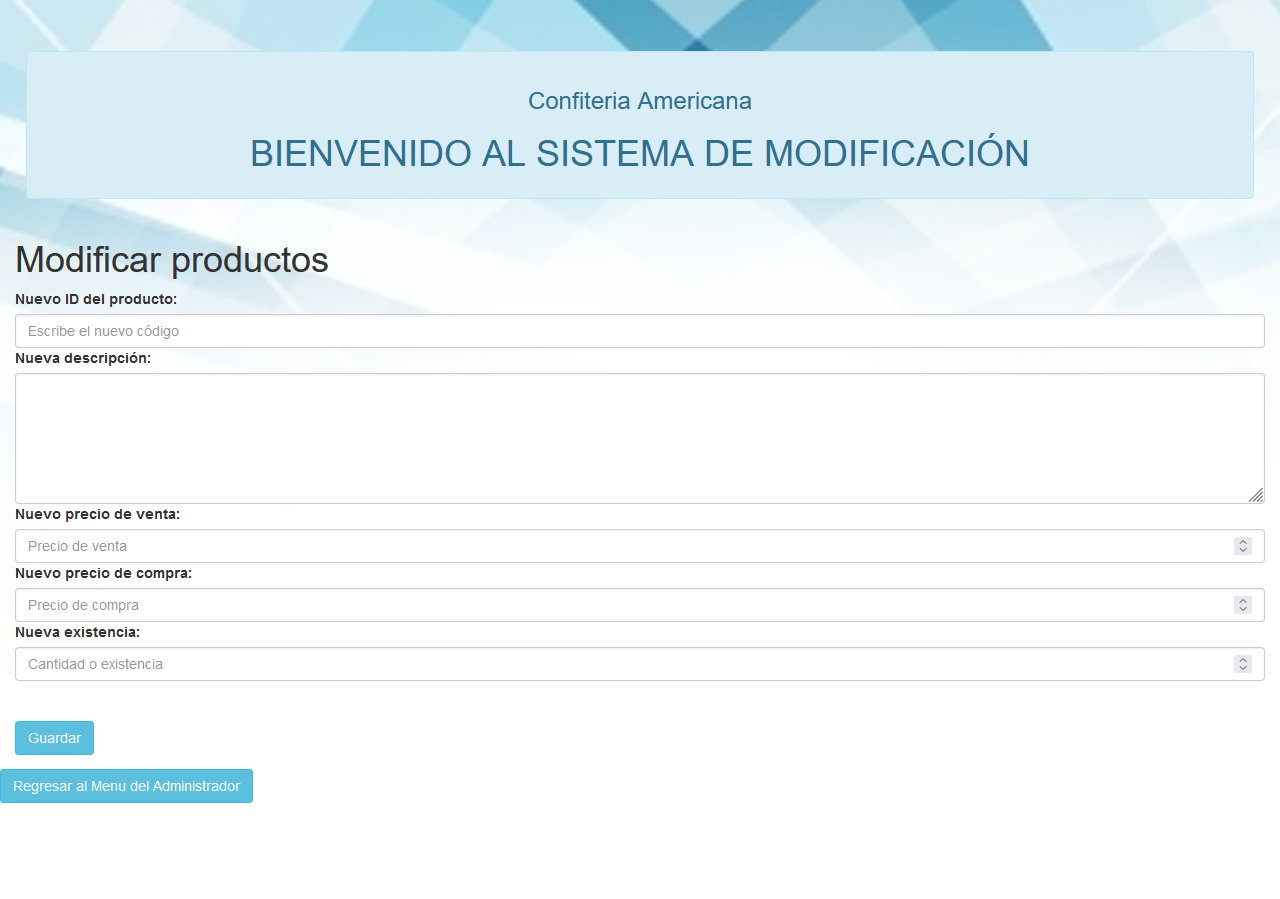 Confiteria Americana
BIENVENIDO AL SISTEMA DE MODIFICACIÓN
Modificar productos
Nuevo ID del producto:
Escribe el nuevo código
Nueva descripción:
Nuevo precio de venta:
Precio de venta
Nuevo precio de compra:
Precio de compra
Nueva existencia:
Cantidad o existencia
Guardar
Regresar al Menu del Administrador